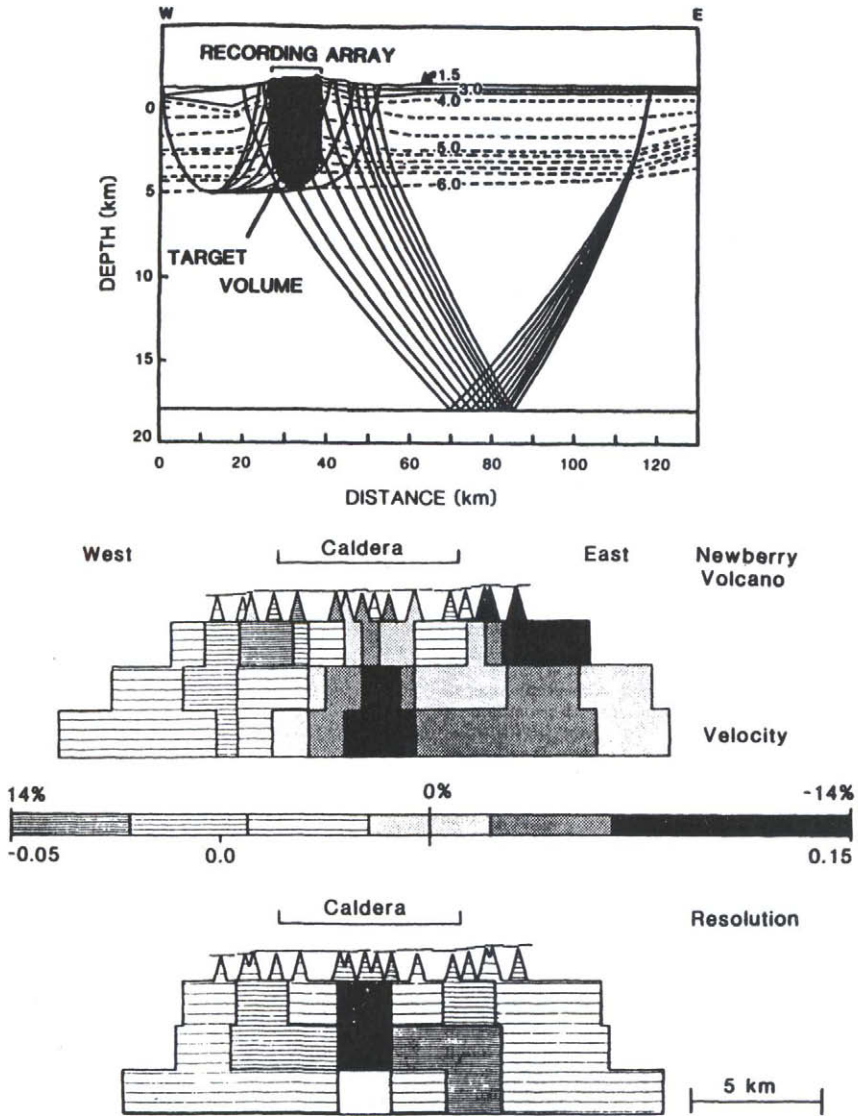 W E
RECORDING ARRAY
1.5
3.0
4.0
5.0
6.0
0
5
10
15
20
DEPTH (km)
TARGET
VOLUME
0 20 40 60 80 100 120
DISTANCE (km)
West Caldera East Newberry
Volcano
Velocity
14% 0% -14%
-0.05 0.0 0.15
Caldera Resolution
5 km